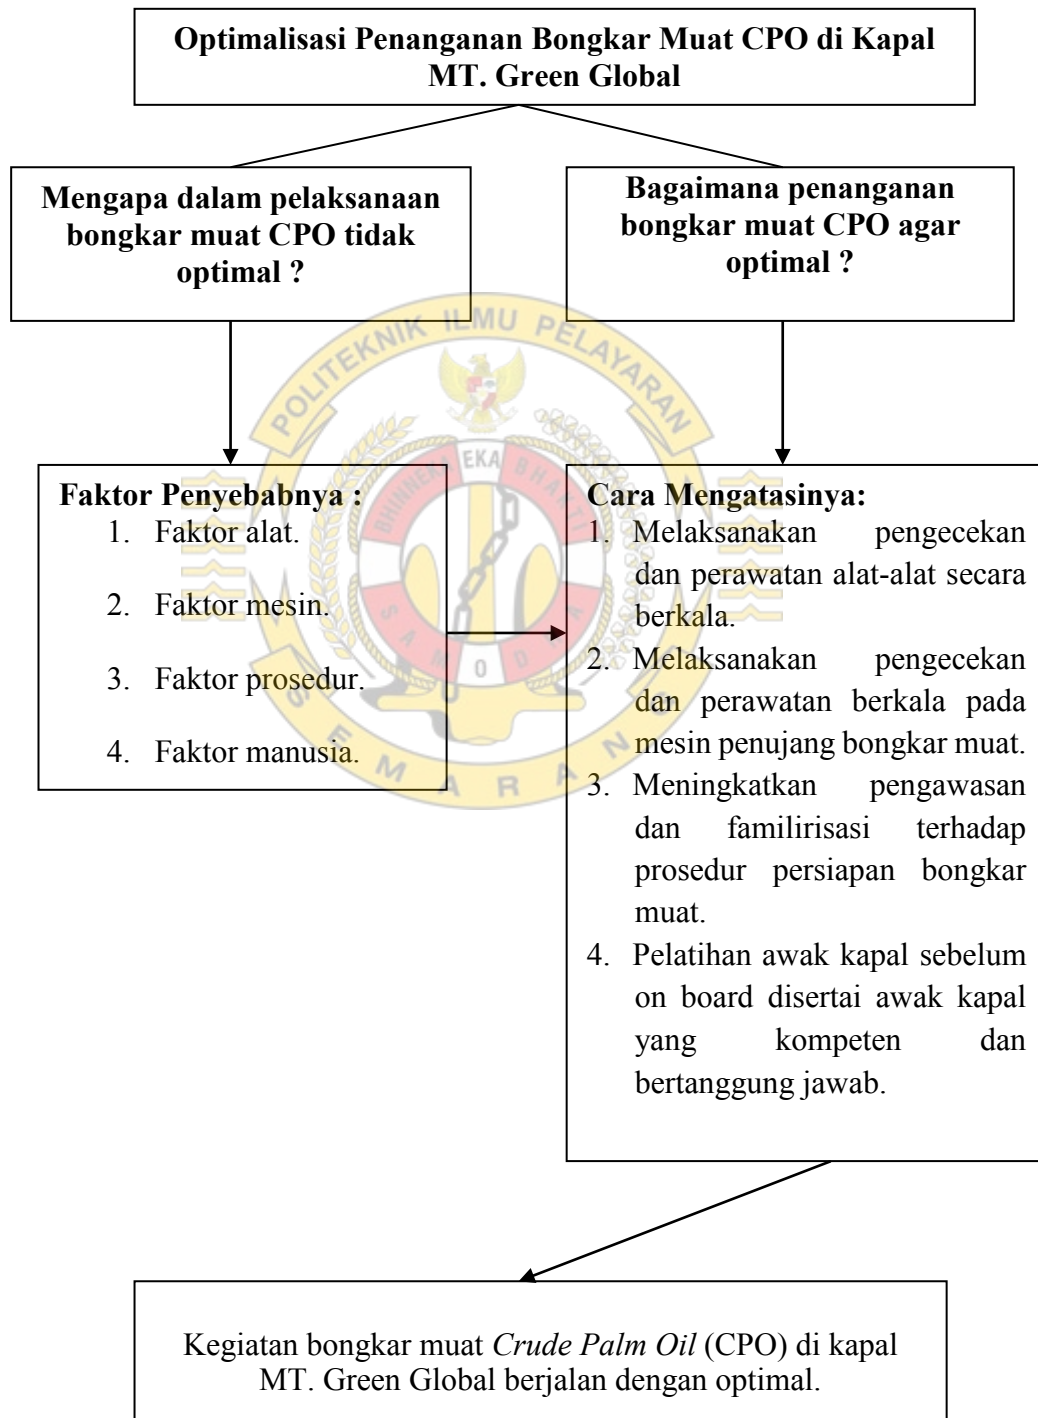 Optimalisasi Penanganan Bongkar Muat CPO di Kapal
MT. Green Global
Mengapa dalam pelaksanaan
bongkar muat CPO tidak
optimal ?
Bagaimana penanganan
bongkar muat CPO agar
optimal ?
POLITEKNIK ILMU PELAYARAN
SEMARANG
BHINNEKA EKA BHAKTI
SAMODRA
Faktor Penyebabnya :
1. Faktor alat.
2. Faktor mesin.
3. Faktor prosedur.
4. Faktor manusia.
Cara Mengatasinya:
1. Melaksanakan pengecekan
dan perawatan alat-alat secara
berkala.
2. Melaksanakan pengecekan
dan perawatan berkala pada
mesin penujang bongkar muat.
3. Meningkatkan pengawasan
dan familirisasi terhadap
prosedur persiapan bongkar
muat.
4. Pelatihan awak kapal sebelum
on board disertai awak kapal
yang kompeten dan
bertanggung jawab.
Kegiatan bongkar muat Crude Palm Oil (CPO) di kapal
MT. Green Global berjalan dengan optimal.